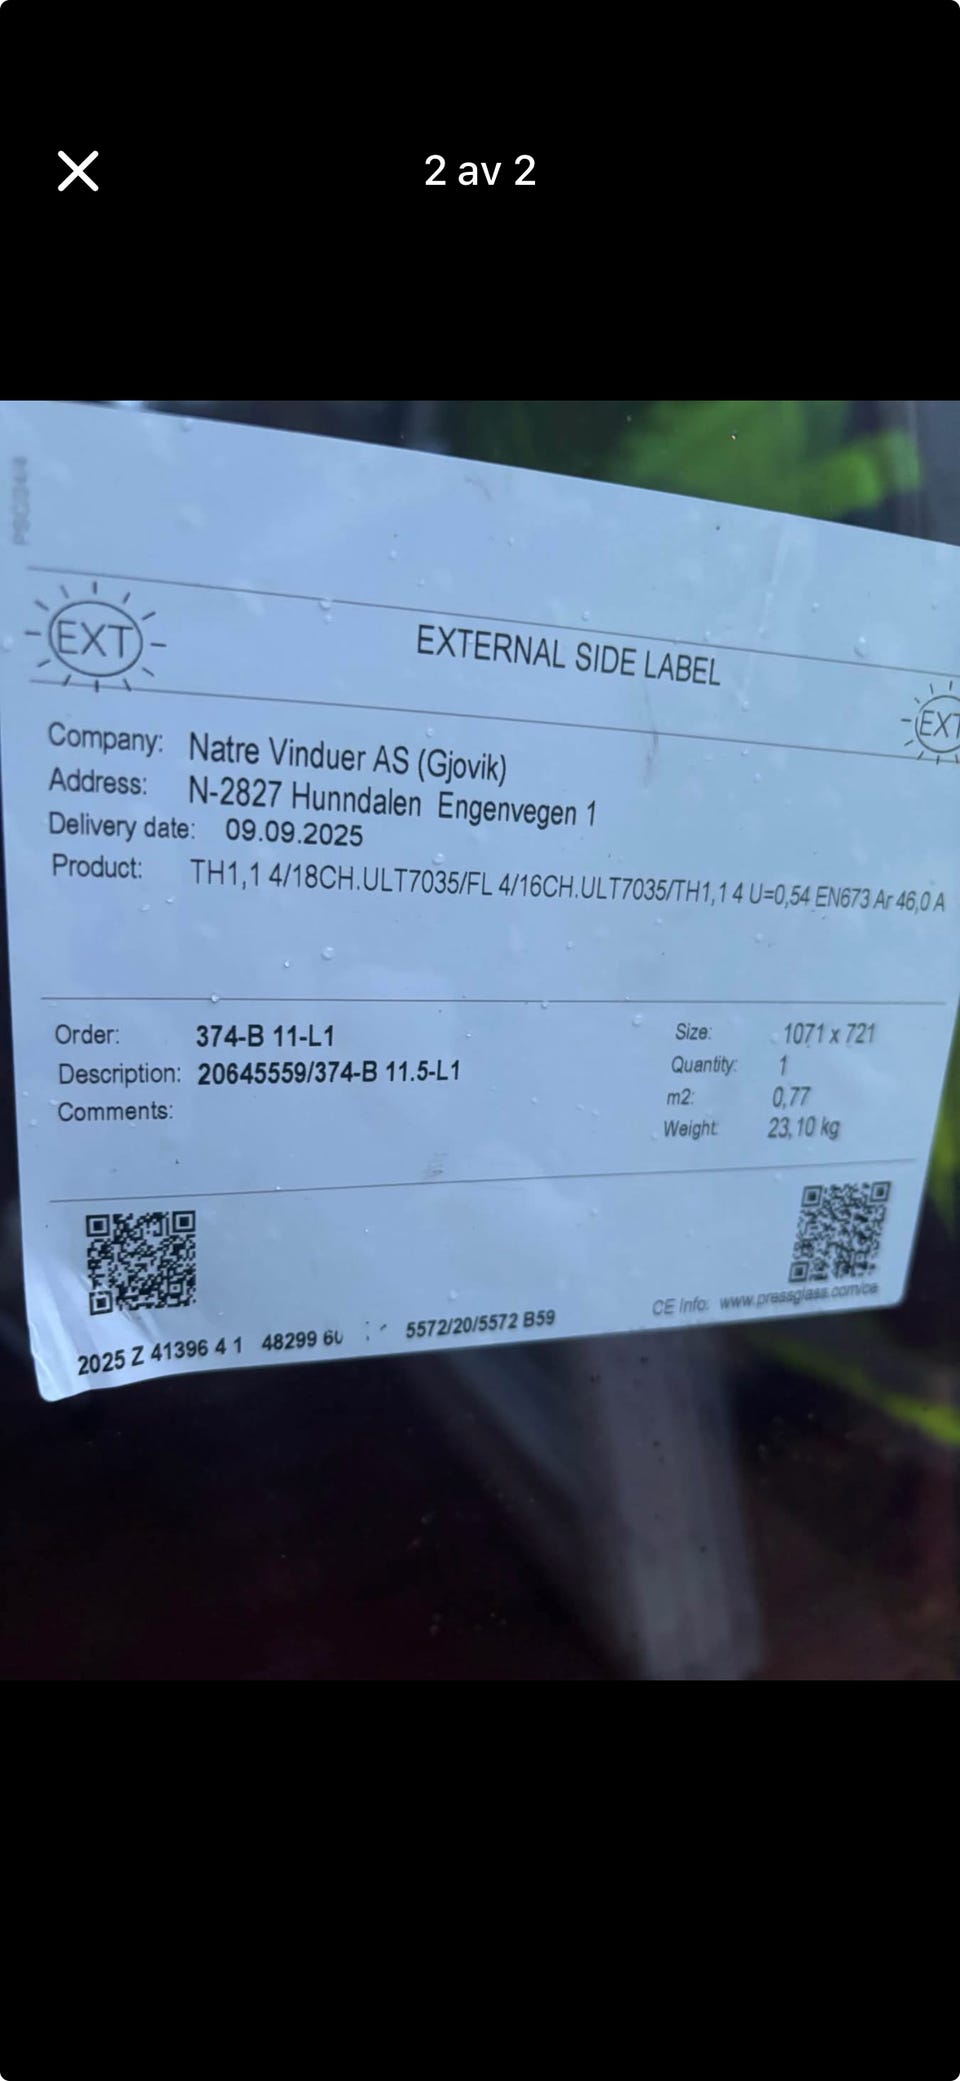 2 av 2
EXT
EXTERNAL SIDE LABEL
EXT
Company: Natre Vinduer AS (Gjovik)
Address: N-2827 Hunndalen Engenvegen 1
Delivery date: 09.09.2025
Product: TH1,1 4/18CH.ULT7035/FL 4/16CH.ULT7035/TH1,1 4 U=0,54 EN673 Ar 46,0 A
Order: 374-B 11-L1
Size: 1071 x 721
Description: 20645559/374-B 11.5-L1
Quantity: 1
Comments:
m2: 0,77
Weight: 23,10 kg
CE Info: www.pressglass.com/ce
2025 Z 41396 4 1 48299 5572/20/5572 B59